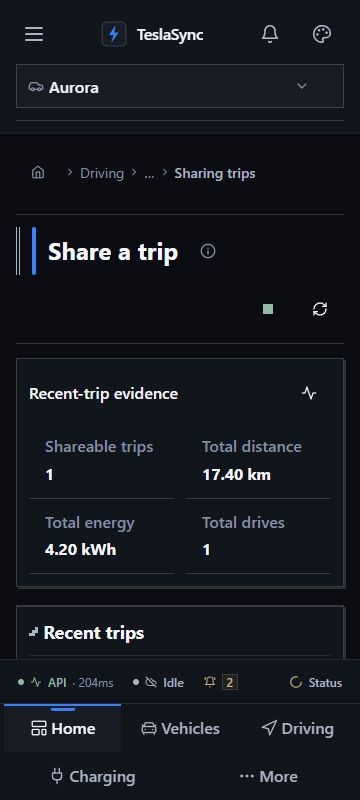 TeslaSync
Aurora
Driving ... Sharing trips
Share a trip
Recent-trip evidence
Shareable trips Total distance
1 17.40 km
Total energy Total drives
4.20 kWh 1
Recent trips
API · 204ms Idle 2 Status
Home Vehicles Driving
Charging More